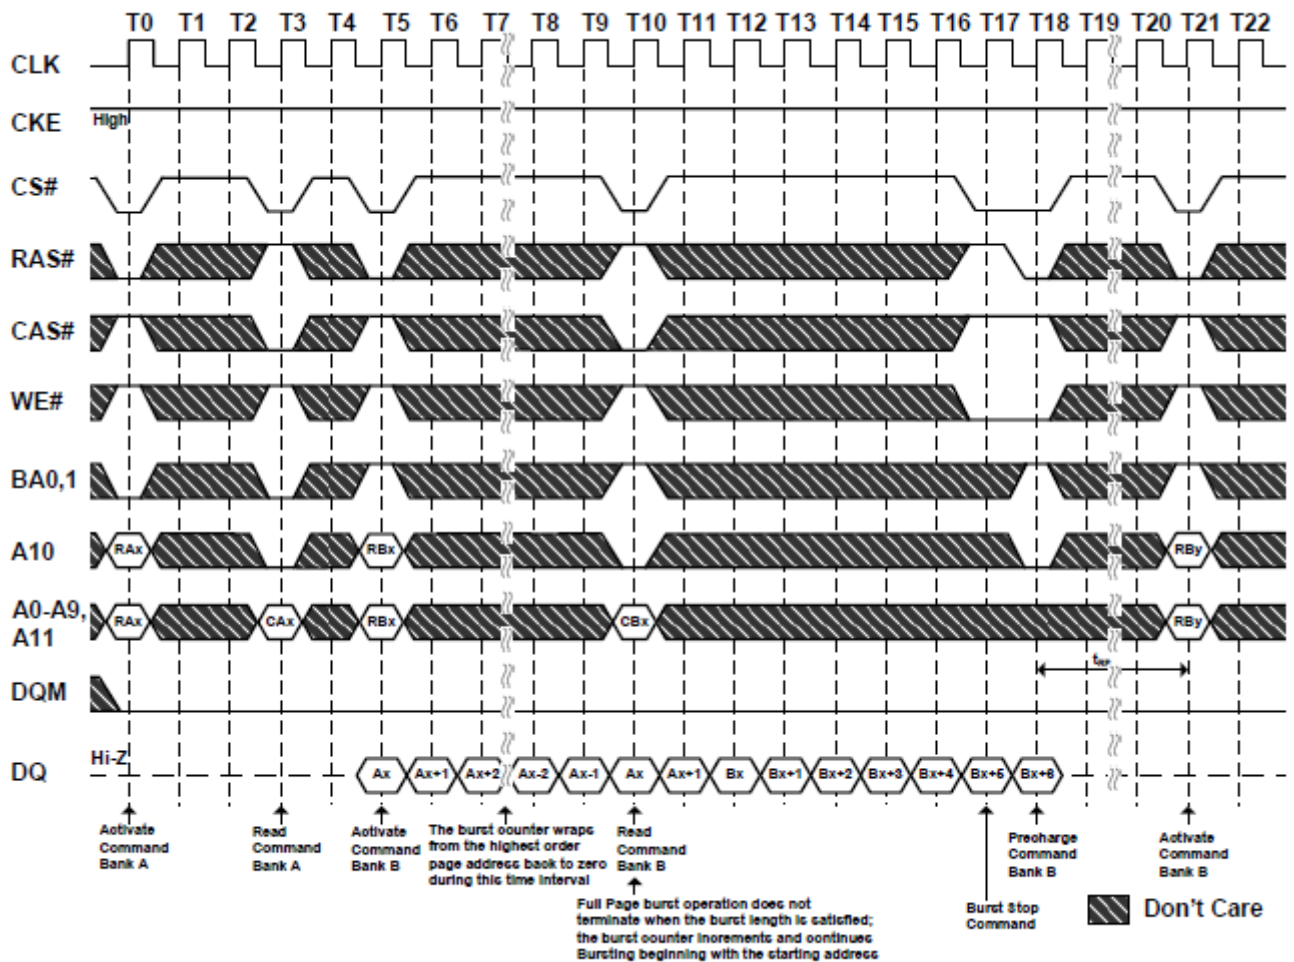 T0 T1 T2 T3 T4 T5 T6 T7 T8 T9 T10 T11 T12 T13 T14 T15 T16 T17 T18 T19 T20 T21 T22
CLK
CKE High
CS#
RAS#
CAS#
WE#
BA0,1
A10 RAx RBx RBy
A0-A9, RAx CAx RBx CBx RBy
A11
tRP
DQM
Hi-Z
DQ Ax Ax+1 Ax+2 Ax-2 Ax-1 Ax Ax+1 Bx Bx+1 Bx+2 Bx+3 Bx+4 Bx+5 Bx+6
Activate
Command
Bank A
Read
Command
Bank A
Activate
Command
Bank B
The burst counter wraps
from the highest order
page address back to zero
during this time interval
Read
Command
Bank B
Full Page burst operation does not
terminate when the burst length is satisfied;
the burst counter increments and continues
Bursting beginning with the starting address
Burst Stop
Command
Precharge
Command
Bank B
Activate
Command
Bank B
Don't Care